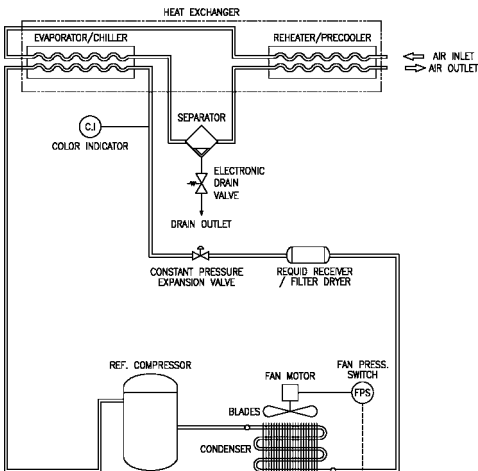 HEAT EXCHANGER
EVAPORATOR/CHILLER
REHEATER/PRECOOLER
AIR INLET
AIR OUTLET
SEPARATOR
C.I
COLOR INDICATOR
ELECTRONIC
DRAIN
VALVE
DRAIN OUTLET
CONSTANT PRESSURE
EXPANSION VALVE
REQUID RECEIVER
/ FILTER DRYER
REF. COMPRESSOR
FAN MOTOR
FAN PRESS.
SWITCH
FPS
BLADES
CONDENSER